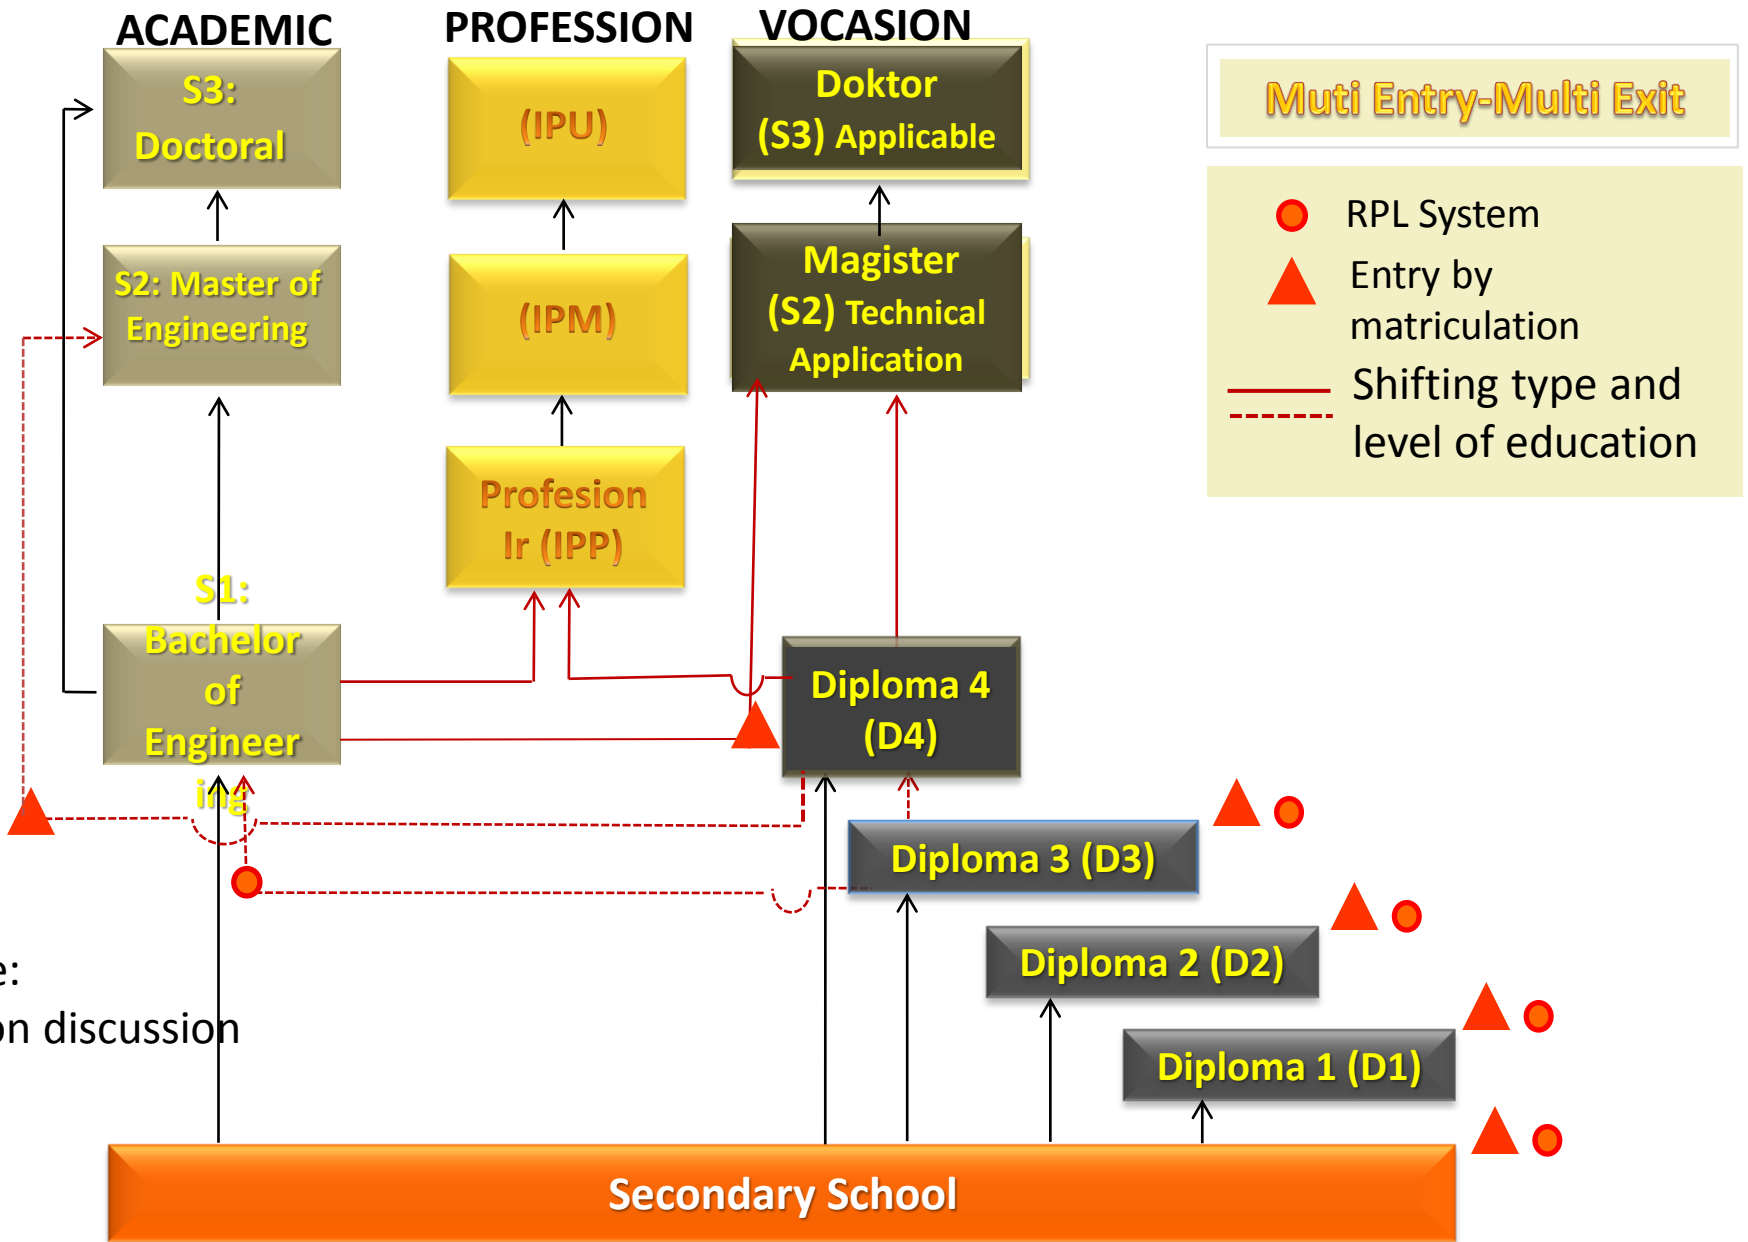 ACADEMIC
PROFESSION
VOCASION
S3:
Doctoral
(IPU)
Doktor
(S3) Applicable
Muti Entry-Multi Exit
RPL System
Entry by
matriculation
Shifting type and
level of education
S2: Master of
Engineering
(IPM)
Magister
(S2) Technical
Application
Profesion
Ir (IPP)
S1:
Bachelor
of
Engineer
ing
Diploma 4
(D4)
Diploma 3 (D3)
Diploma 2 (D2)
e:
on discussion
Diploma 1 (D1)
Secondary School